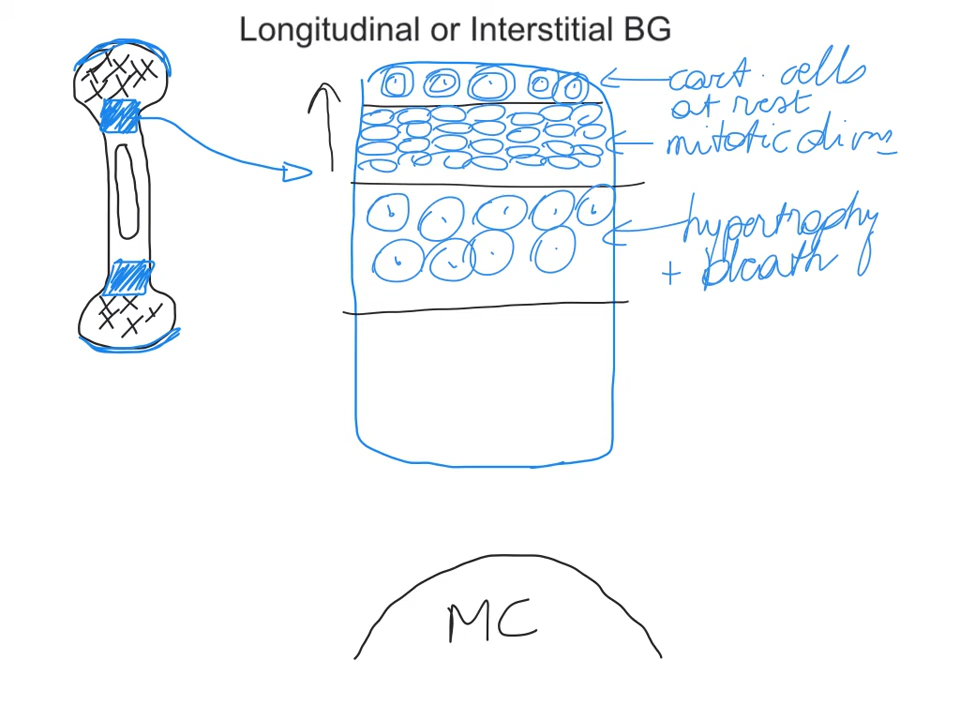 Longitudinal or Interstitial BG
cart. cells
at rest
mitotic divns
hypertrophy
+ death
MC